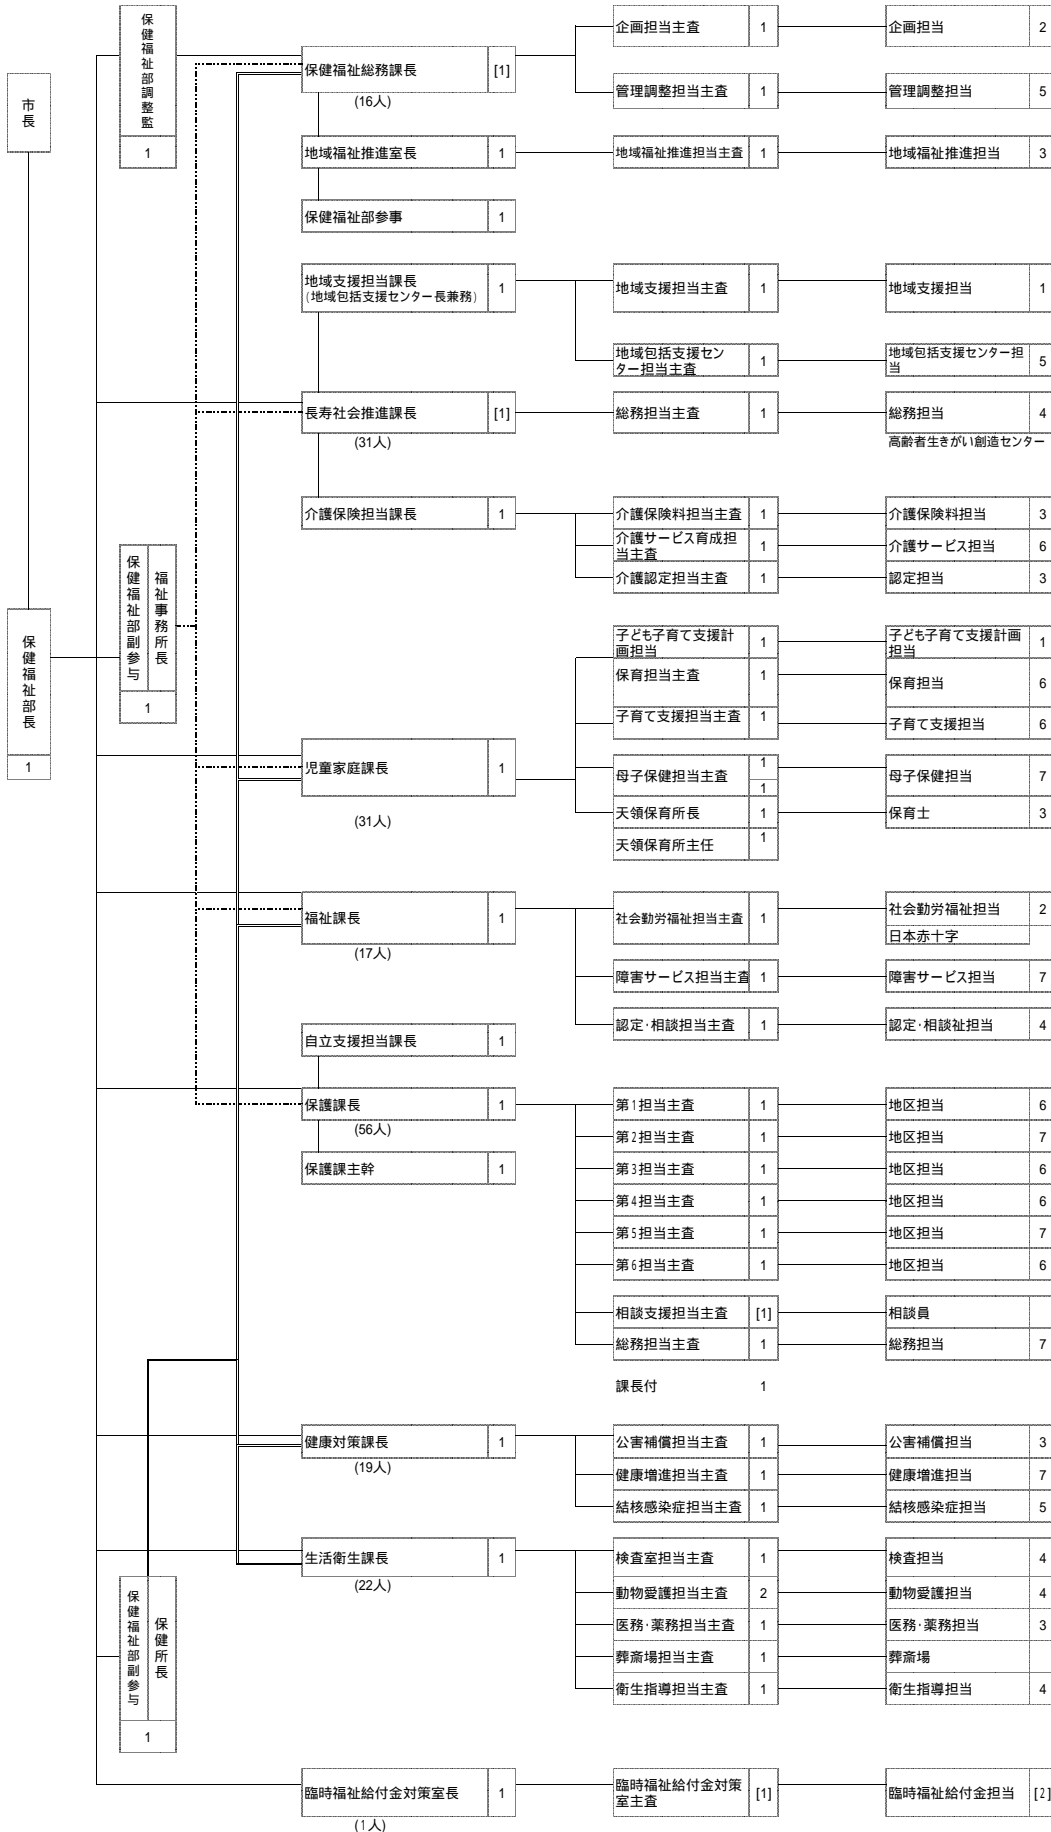 市長
保健福祉部長
1
保健福祉部調整監
1
保健福祉部副参与
福祉事務所長
1
保健福祉部副参与
保健所長
1
保健福祉総務課長 [1]
(16人)
企画担当主査 1 企画担当 2
管理調整担当主査 1 管理調整担当 5
地域福祉推進室長 1 地域福祉推進担当主査 1 地域福祉推進担当 3
保健福祉部参事 1
地域支援担当課長
(地域包括支援センター長兼務)
1 地域支援担当主査 1 地域支援担当 1
地域包括支援セン
ター担当主査
1
地域包括支援センター担
当
5
長寿社会推進課長 [1] 総務担当主査 1 総務担当 4
(31人)
高齢者生きがい創造センター
介護保険担当課長 1 介護保険料担当主査 1 介護保険料担当 3
介護サービス育成担
当主査
1 介護サービス担当 6
介護認定担当主査 1 認定担当 3
子ども子育て支援計
画担当
1
子ども子育て支援計画
担当
1
保育担当主査 1 保育担当 6
子育て支援担当主査 1 子育て支援担当 6
児童家庭課長 1
(31人)
母子保健担当主査 1
1
母子保健担当 7
天領保育所長 1 保育士 3
天領保育所主任 1
福祉課長 1 社会勤労福祉担当主査 1 社会勤労福祉担当 2
日本赤十字
(17人)
障害サービス担当主査 1 障害サービス担当 7
認定・相談担当主査 1 認定・相談祉担当 4
自立支援担当課長 1
保護課長 1 第1担当主査 1 地区担当 6
(56人)
第2担当主査 1 地区担当 7
保護課主幹 1 第3担当主査 1 地区担当 6
第4担当主査 1 地区担当 6
第5担当主査 1 地区担当 7
第6担当主査 1 地区担当 6
相談支援担当主査 [1] 相談員
総務担当主査 1 総務担当 7
課長付 1
健康対策課長 1 公害補償担当主査 1 公害補償担当 3
(19人)
健康増進担当主査 1 健康増進担当 7
結核感染症担当主査 1 結核感染症担当 5
生活衛生課長 1 検査室担当主査 1 検査担当 4
(22人)
動物愛護担当主査 2 動物愛護担当 4
医務・薬務担当主査 1 医務・薬務担当 3
葬斎場担当主査 1 葬斎場
衛生指導担当主査 1 衛生指導担当 4
臨時福祉給付金対策室長 1
臨時福祉給付金対策
室主査
[1] 臨時福祉給付金担当 [2]
(1人)